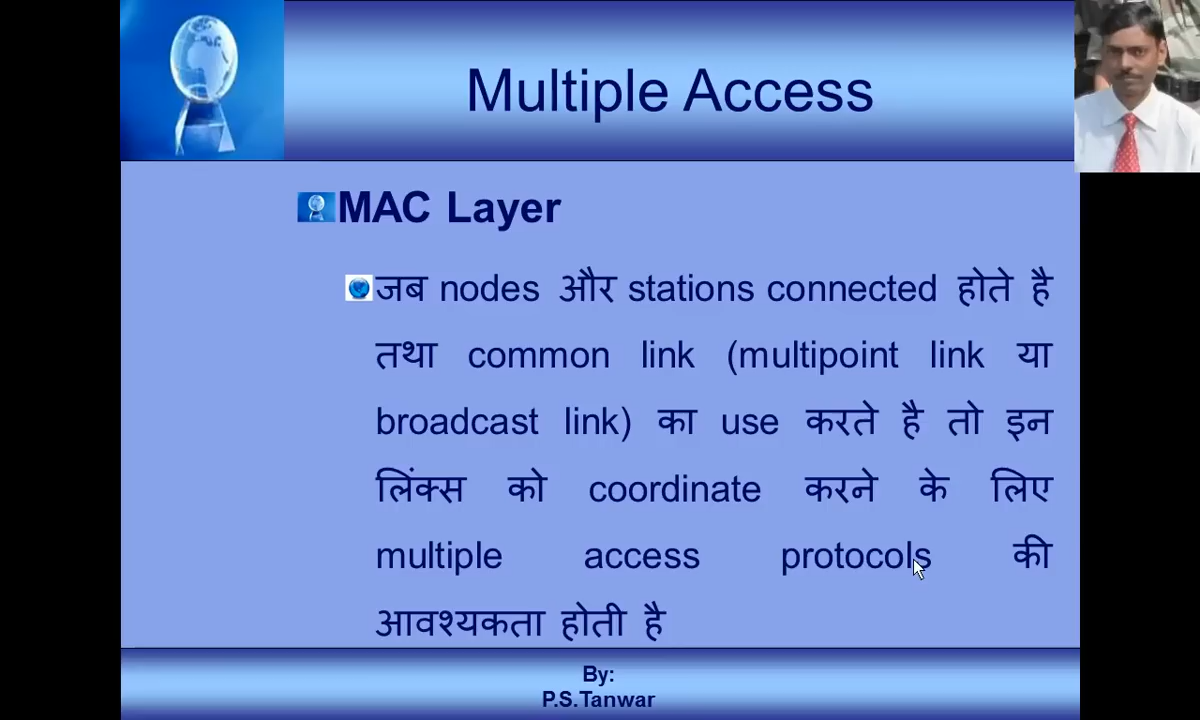 Multiple Access
MAC Layer
जब nodes और stations connected होते है
तथा common link (multipoint link या
broadcast link) का use करते है तो इन
लिंक्स को coordinate करने के लिए
multiple access protocols की
आवश्यकता होती है
By:
P.S.Tanwar